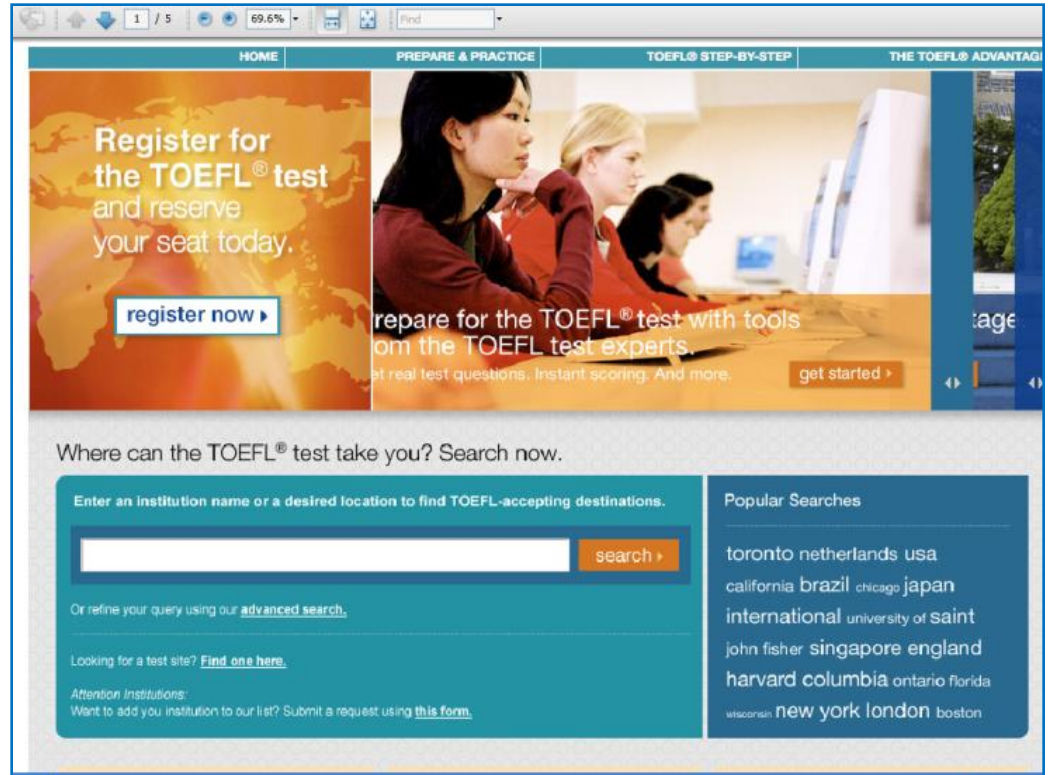 1 / 5 69.6% Find
HOME PREPARE & PRACTICE TOEFL® STEP-BY-STEP THE TOEFL® ADVANTAG
Register for
the TOEFL® test
and reserve
your seat today.
register now
repare for the TOEFL® test with tools
om the TOEFL test experts.
et real test questions. Instant scoring. And more.
get started
tage
Where can the TOEFL® test take you? Search now.
Enter an institution name or a desired location to find TOEFL-accepting destinations.
search
Or refine your query using our advanced search.
Looking for a test site? Find one here.
Attention Institutions:
Want to add you institution to our list? Submit a request using this form.
Popular Searches
toronto netherlands usa
california brazil chicago japan
international university of saint
john fisher singapore england
harvard columbia ontario florida
wisconsin new york london boston